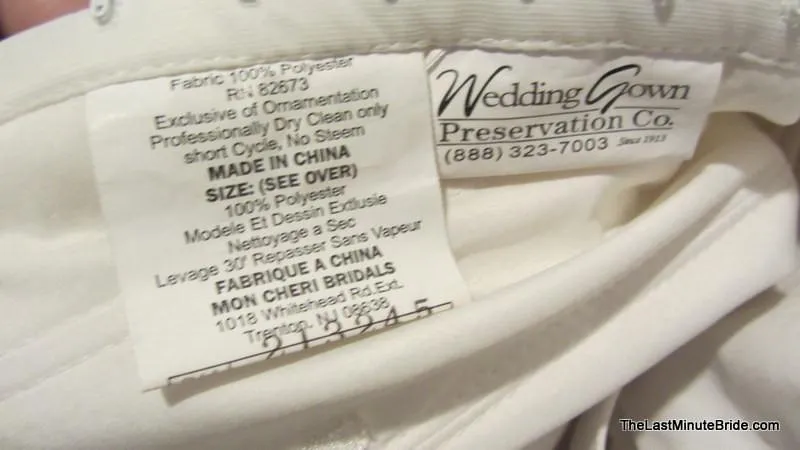 Fabric 100% Polyester
RN 82673
Exclusive of Ornamentation
Professionally Dry Clean only
short Cycle, No Steem
MADE IN CHINA
SIZE: (SEE OVER)
100% Polyester
Modele Et Dessin Extlusie
Nettoyage a Sec
Levage 30' Repasser Sans Vapeur
FABRIQUE A CHINA
MON CHERI BRIDALS
1018 Whitehead Rd.Ext.
Trenton, NJ 08638
213245
Wedding Gown
Preservation Co.
(888) 323-7003 Since 1913
TheLastMinuteBride.com